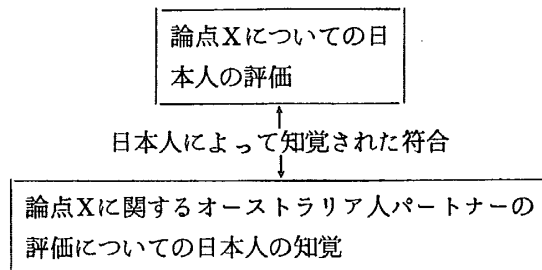 論点Xについての日
本人の評価
日本人によって知覚された符合
論点Xに関するオーストラリア人パートナーの
評価についての日本人の知覚